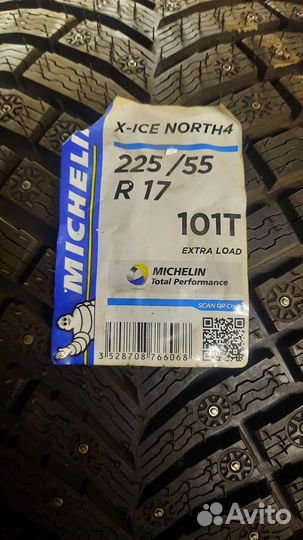 MICHELIN
X-ICE NORTH4
225 /55
R 17
101T
EXTRA LOAD
MICHELIN
Total Performance
SCAN QR Code
3 528708 766068
Avito